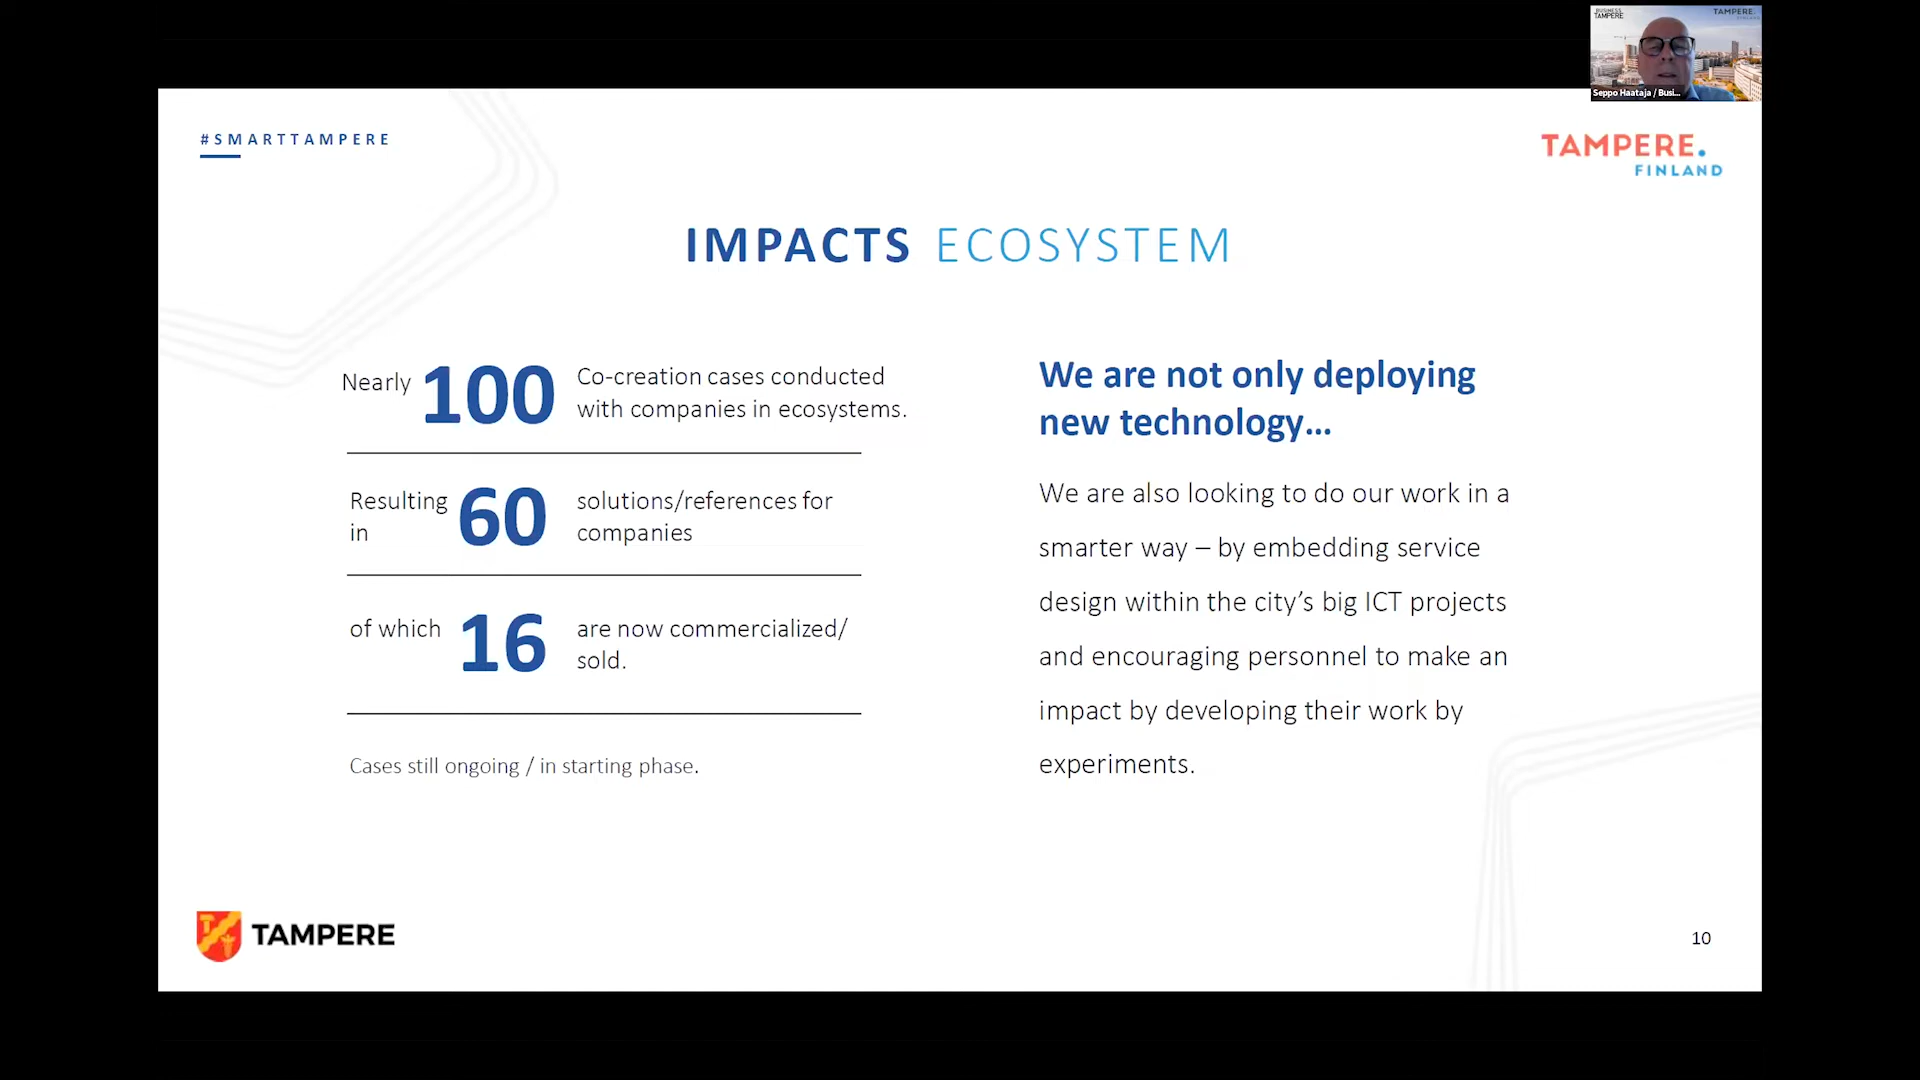 BUSINESS
TAMPERE
TAMPERE.
FINLAND
Seppo Haataja / Busi...
#SMARTTAMPERE
TAMPERE.
FINLAND
IMPACTS ECOSYSTEM
Nearly 100 Co-creation cases conducted
with companies in ecosystems.
Resulting
in 60 solutions/references for
companies
of which 16 are now commercialized/
sold.
Cases still ongoing / in starting phase.
We are not only deploying
new technology…
We are also looking to do our work in a
smarter way – by embedding service
design within the city’s big ICT projects
and encouraging personnel to make an
impact by developing their work by
experiments.
TAMPERE
10